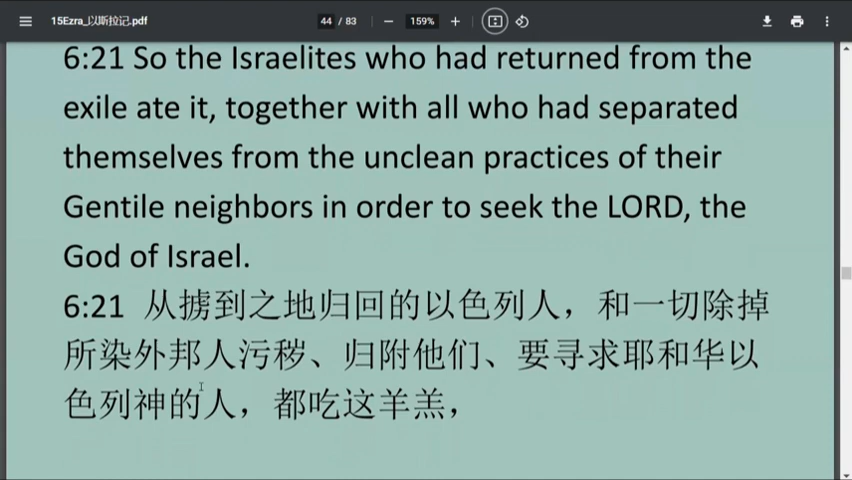 15Ezra_以斯拉记.pdf
44 / 83
159%
6:21 So the Israelites who had returned from the
exile ate it, together with all who had separated
themselves from the unclean practices of their
Gentile neighbors in order to seek the LORD, the
God of Israel.
6:21 从掳到之地归回的以色列人，和一切除掉
所染外邦人污秽、归附他们、要寻求耶和华以
色列神的人，都吃这羊羔，